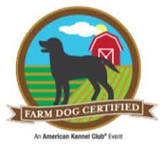 FARM DOG CERTIFIED
An American Kennel Club® Event